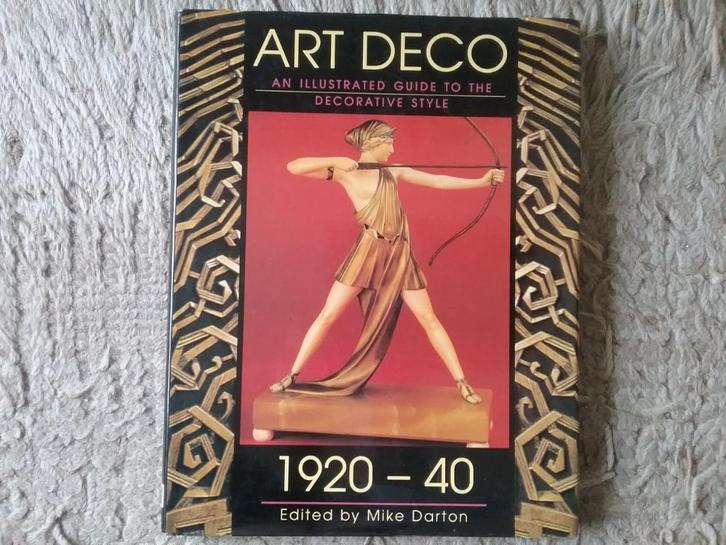 ART DECO
AN ILLUSTRATED GUIDE TO THE
DECORATIVE STYLE
1920 – 40
Edited by Mike Darton